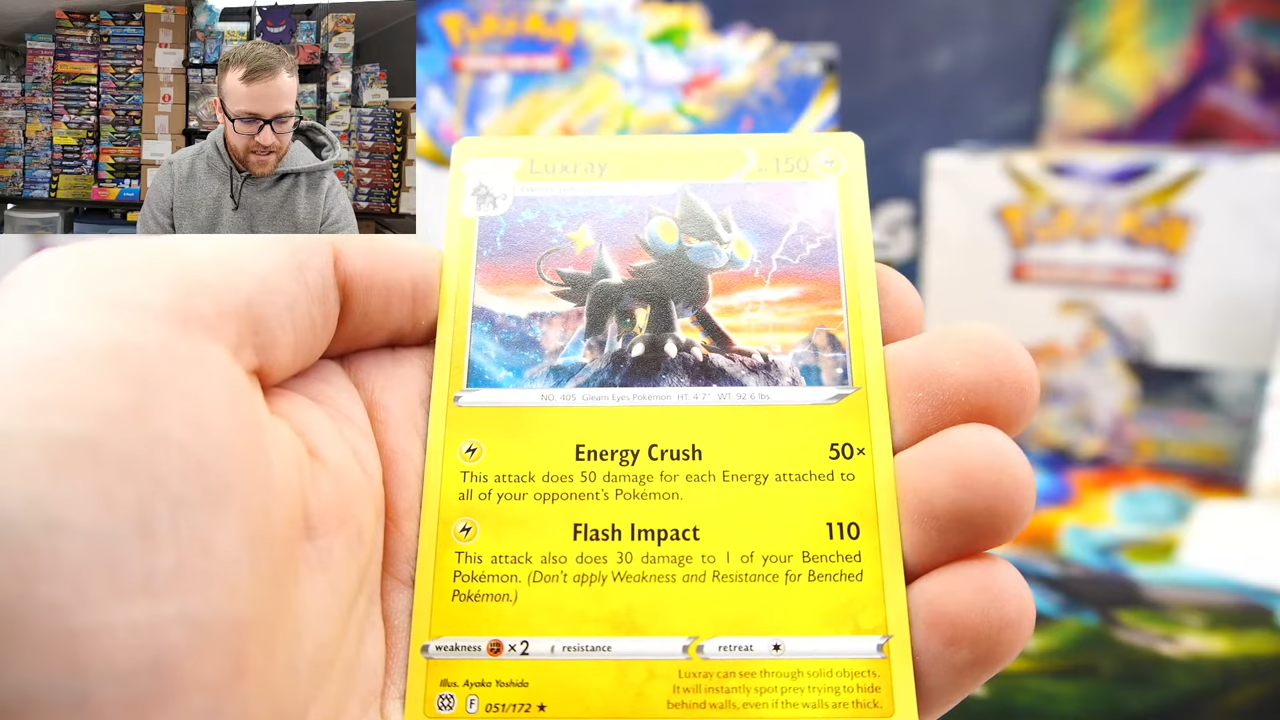 Pokémon
Pokémon
Luxray
150
NO. 405 Gleam Eyes Pokémon HT. 4'7" WT. 92.6 lbs.
Energy Crush 50×
This attack does 50 damage for each Energy attached to
all of your opponent's Pokémon.
Flash Impact 110
This attack also does 30 damage to 1 of your Benched
Pokémon. (Don't apply Weakness and Resistance for Benched
Pokémon.)
weakness ×2 resistance retreat
Illus. Ayaka Yoshida
F 051/172 ★
Luxray can see through solid objects.
It will instantly spot prey trying to hide
behind walls, even if the walls are thick.